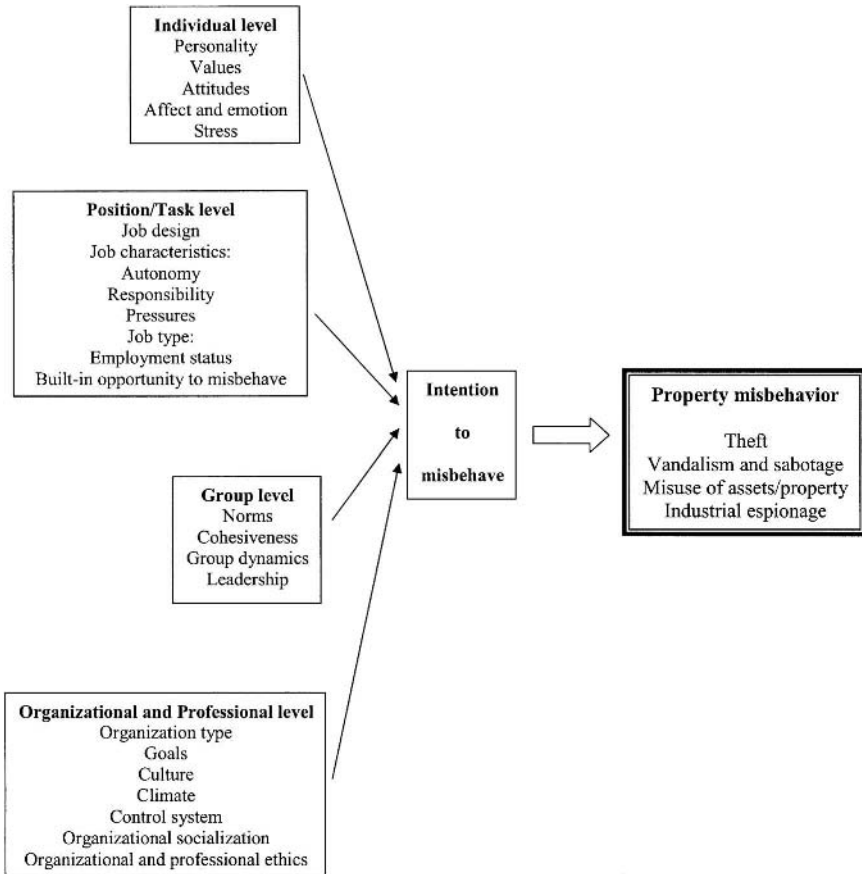 Individual level
Personality
Values
Attitudes
Affect and emotion
Stress
Position/Task level
Job design
Job characteristics:
Autonomy
Responsibility
Pressures
Job type:
Employment status
Built-in opportunity to misbehave
Group level
Norms
Cohesiveness
Group dynamics
Leadership
Organizational and Professional level
Organization type
Goals
Culture
Climate
Control system
Organizational socialization
Organizational and professional ethics
Intention
to
misbehave
Property misbehavior
Theft
Vandalism and sabotage
Misuse of assets/property
Industrial espionage